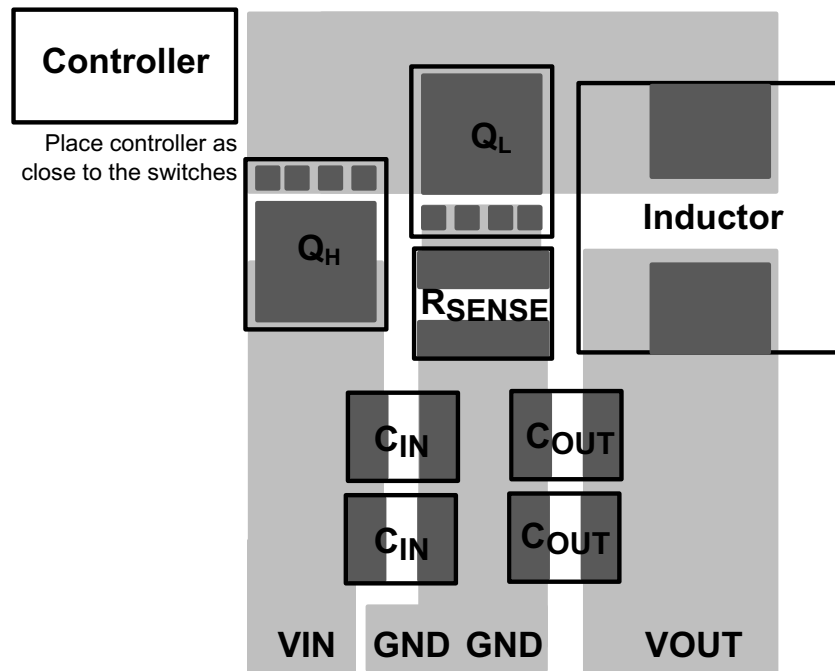 Controller
Place controller as
close to the switches
QL
QH
Inductor
RSENSE
CIN
COUT
CIN
COUT
VIN
GND
GND
VOUT